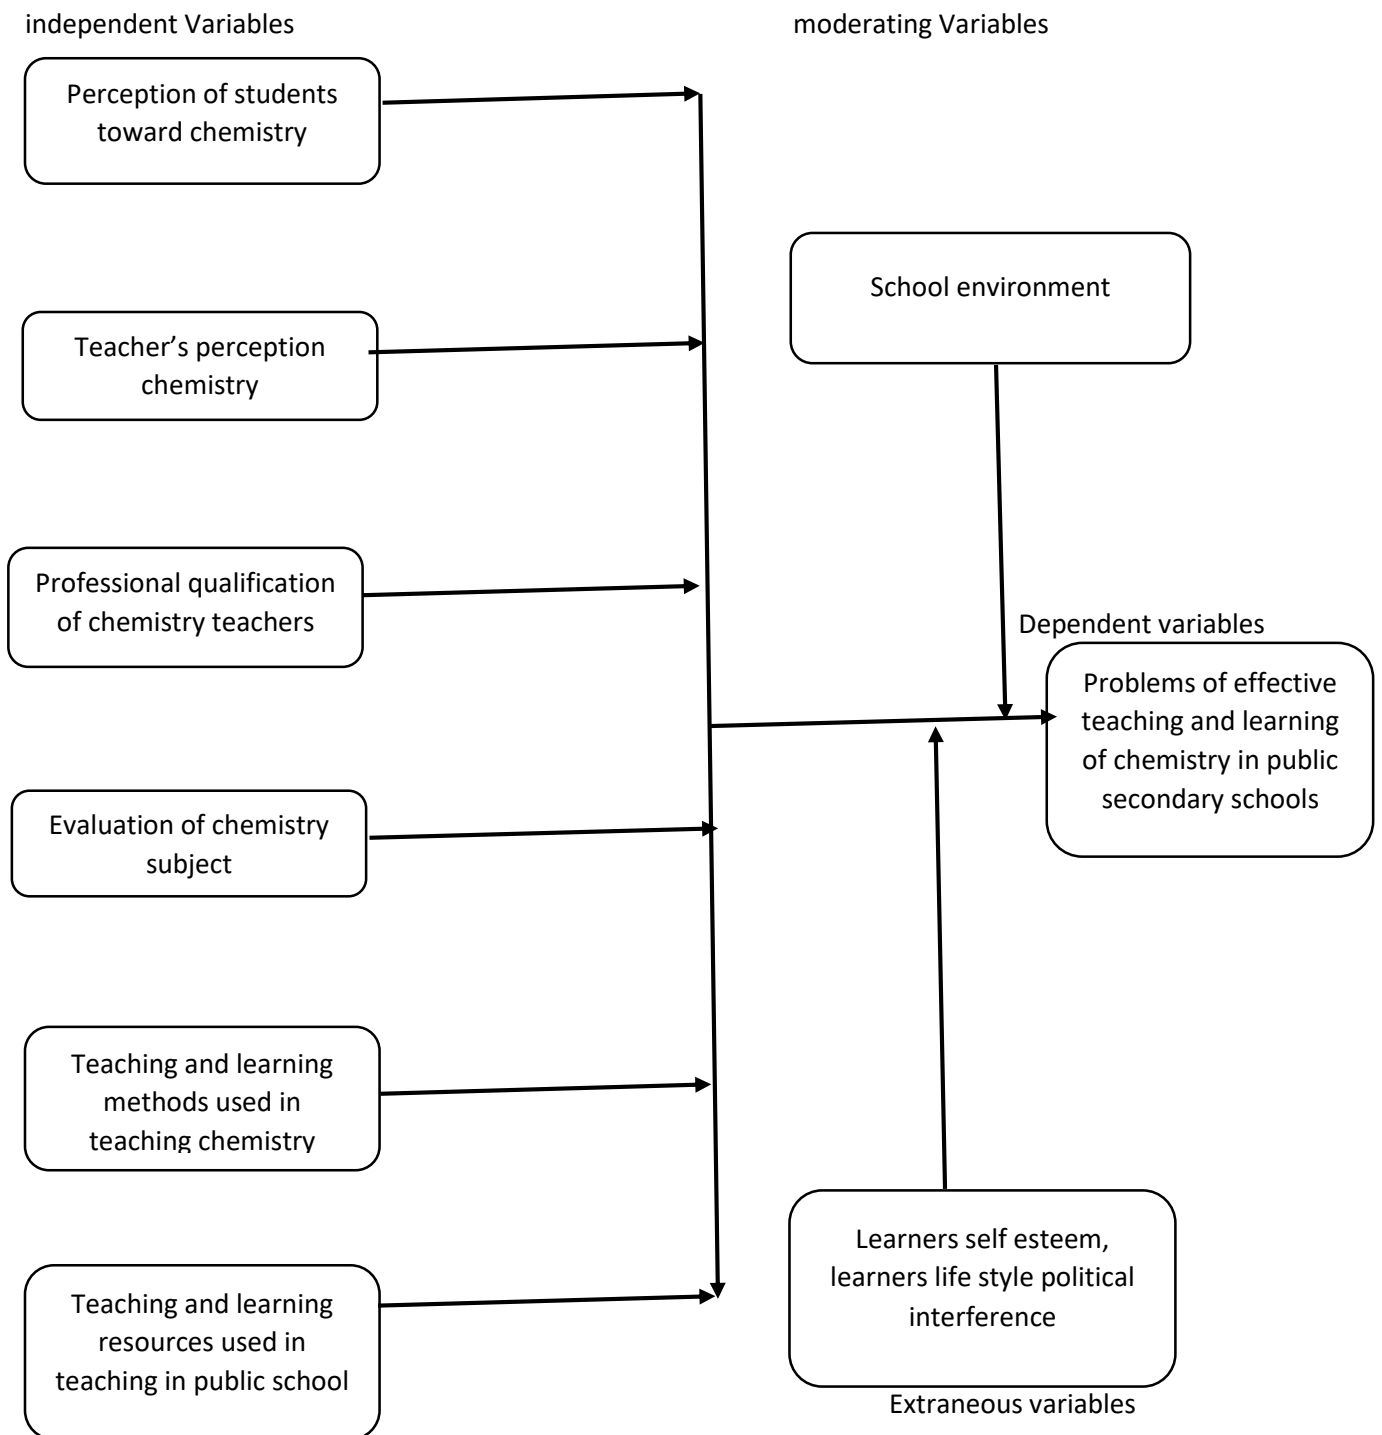 independent Variables
moderating Variables
Perception of students
toward chemistry
School environment
Teacher’s perception
chemistry
Professional qualification
of chemistry teachers
Dependent variables
Problems of effective
teaching and learning
of chemistry in public
secondary schools
Evaluation of chemistry
subject
Teaching and learning
methods used in
teaching chemistry
Learners self esteem,
learners life style political
interference
Teaching and learning
resources used in
teaching in public school
Extraneous variables